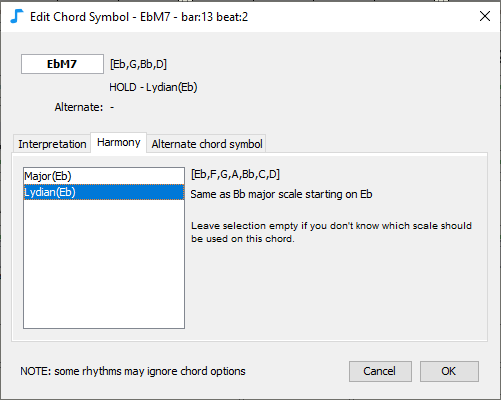 Edit Chord Symbol - EbM7 - bar:13 beat:2
EbM7 [Eb,G,Bb,D]
HOLD - Lydian(Eb)
Alternate: -
Interpretation Harmony Alternate chord symbol
Major(Eb)
Lydian(Eb)
[Eb,F,G,A,Bb,C,D]
Same as Bb major scale starting on Eb
Leave selection empty if you don't know which scale should
be used on this chord.
NOTE: some rhythms may ignore chord options
Cancel OK